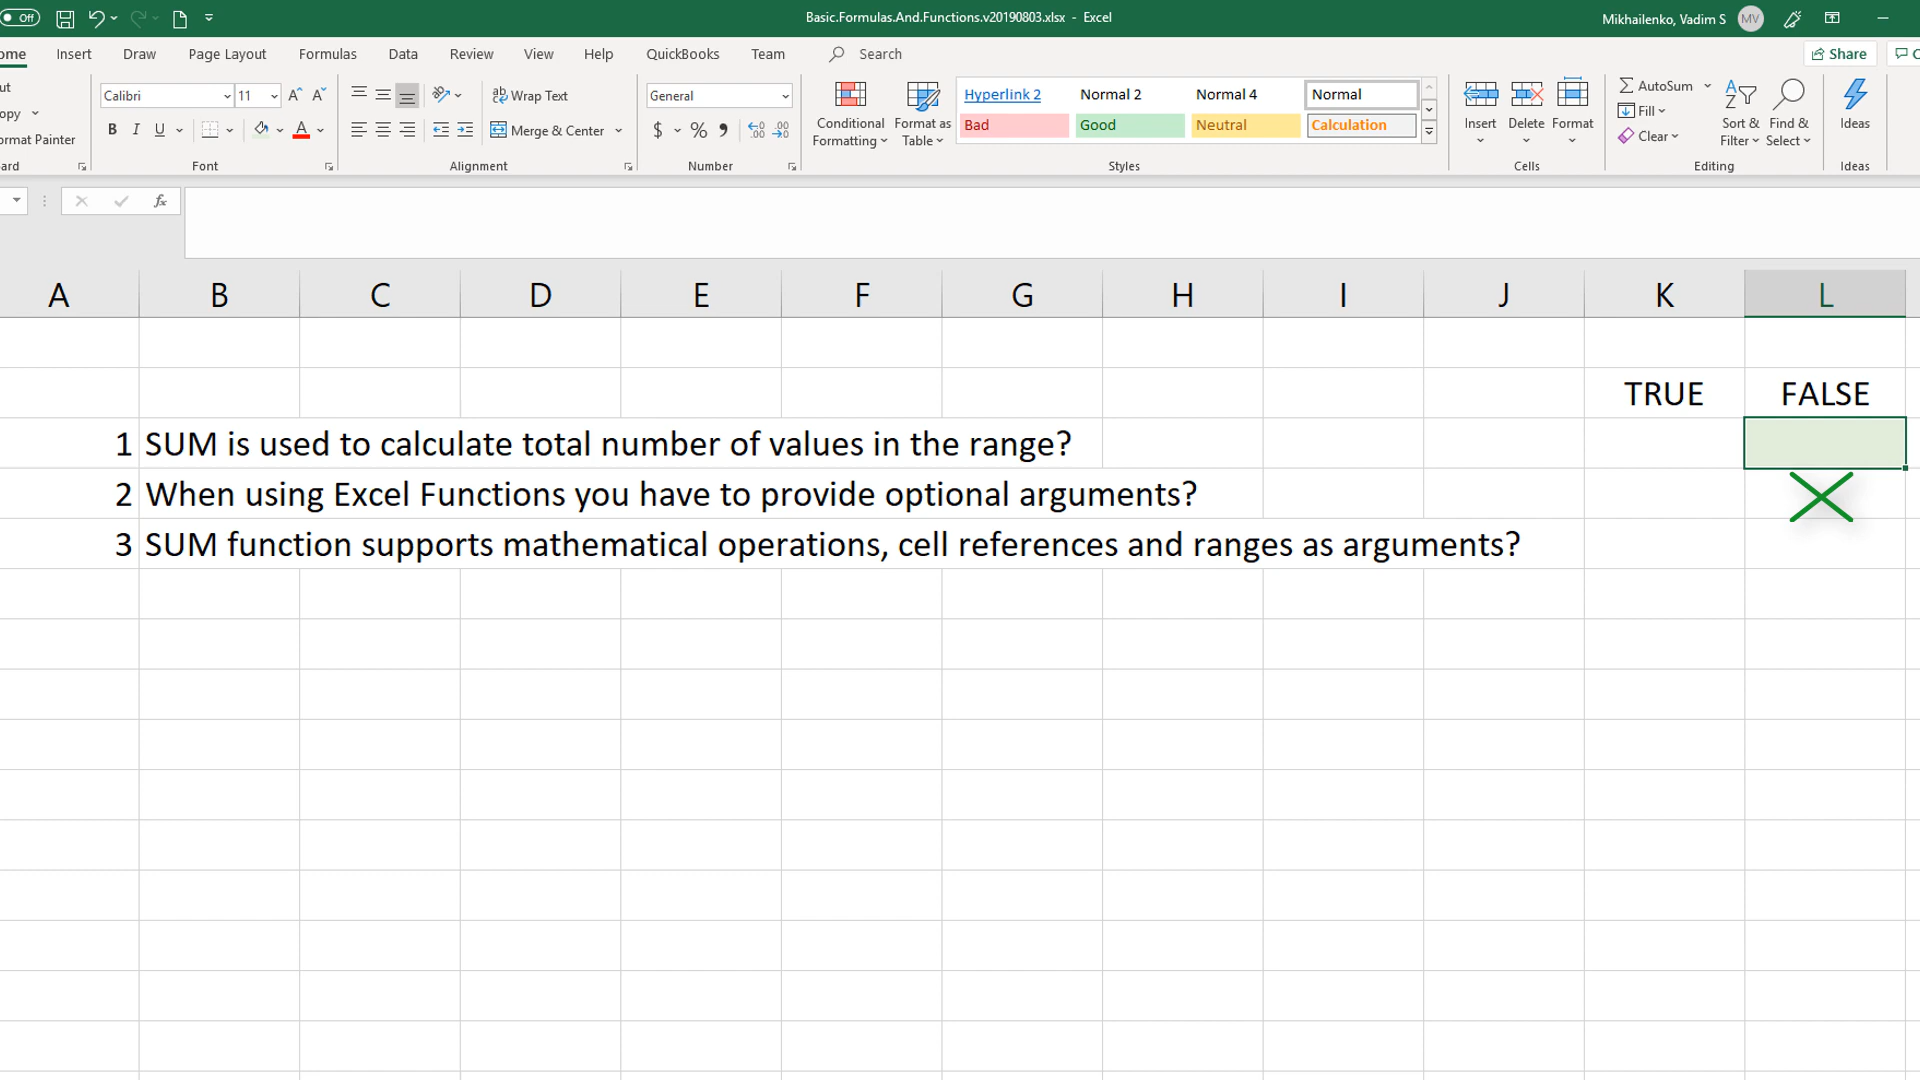 Off
Basic.Formulas.And.Functions.v20190803.xlsx - Excel
Mikhailenko, Vadim S MV
ome Insert Draw Page Layout Formulas Data Review View Help QuickBooks Team Search Share C
ut
opy
ormat Painter
ard
Calibri 11
B I U
Font
Wrap Text
Merge & Center
Alignment
General
$ % ,
Number
Conditional Formatting
Format as Table
Hyperlink 2 Normal 2 Normal 4 Normal
Bad Good Neutral Calculation
Styles
Insert Delete Format
Cells
AutoSum
Fill
Clear
Sort & Filter
Find & Select
Editing
Ideas
Ideas
fx
A B C D E F G H I J K L
TRUE FALSE
1 SUM is used to calculate total number of values in the range?
2 When using Excel Functions you have to provide optional arguments?
3 SUM function supports mathematical operations, cell references and ranges as arguments?